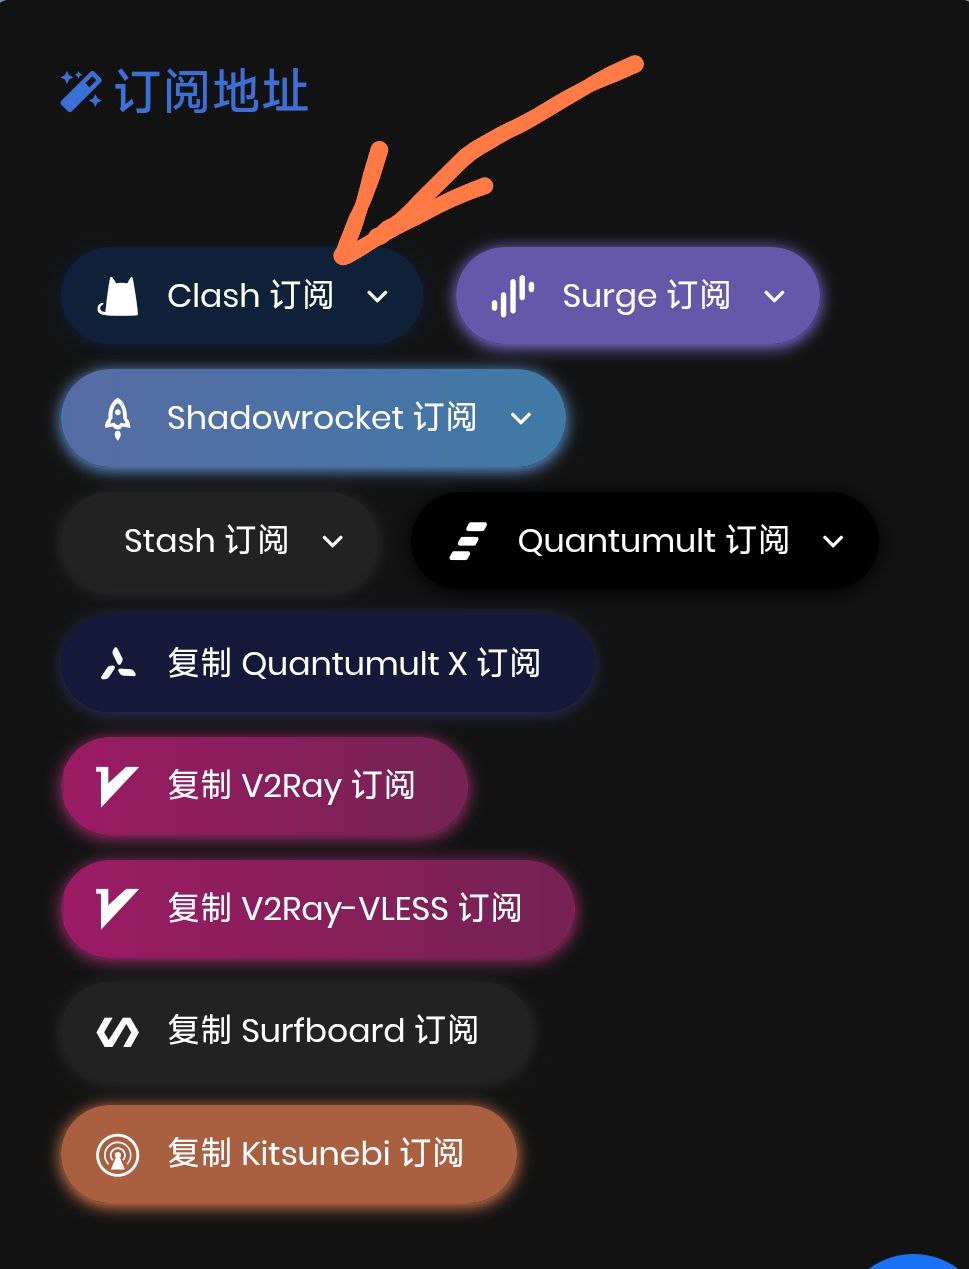 订阅地址
Clash 订阅
Surge 订阅
Shadowrocket 订阅
Stash 订阅
Quantumult 订阅
复制 Quantumult X 订阅
复制 V2Ray 订阅
复制 V2Ray-VLESS 订阅
复制 Surfboard 订阅
复制 Kitsunebi 订阅